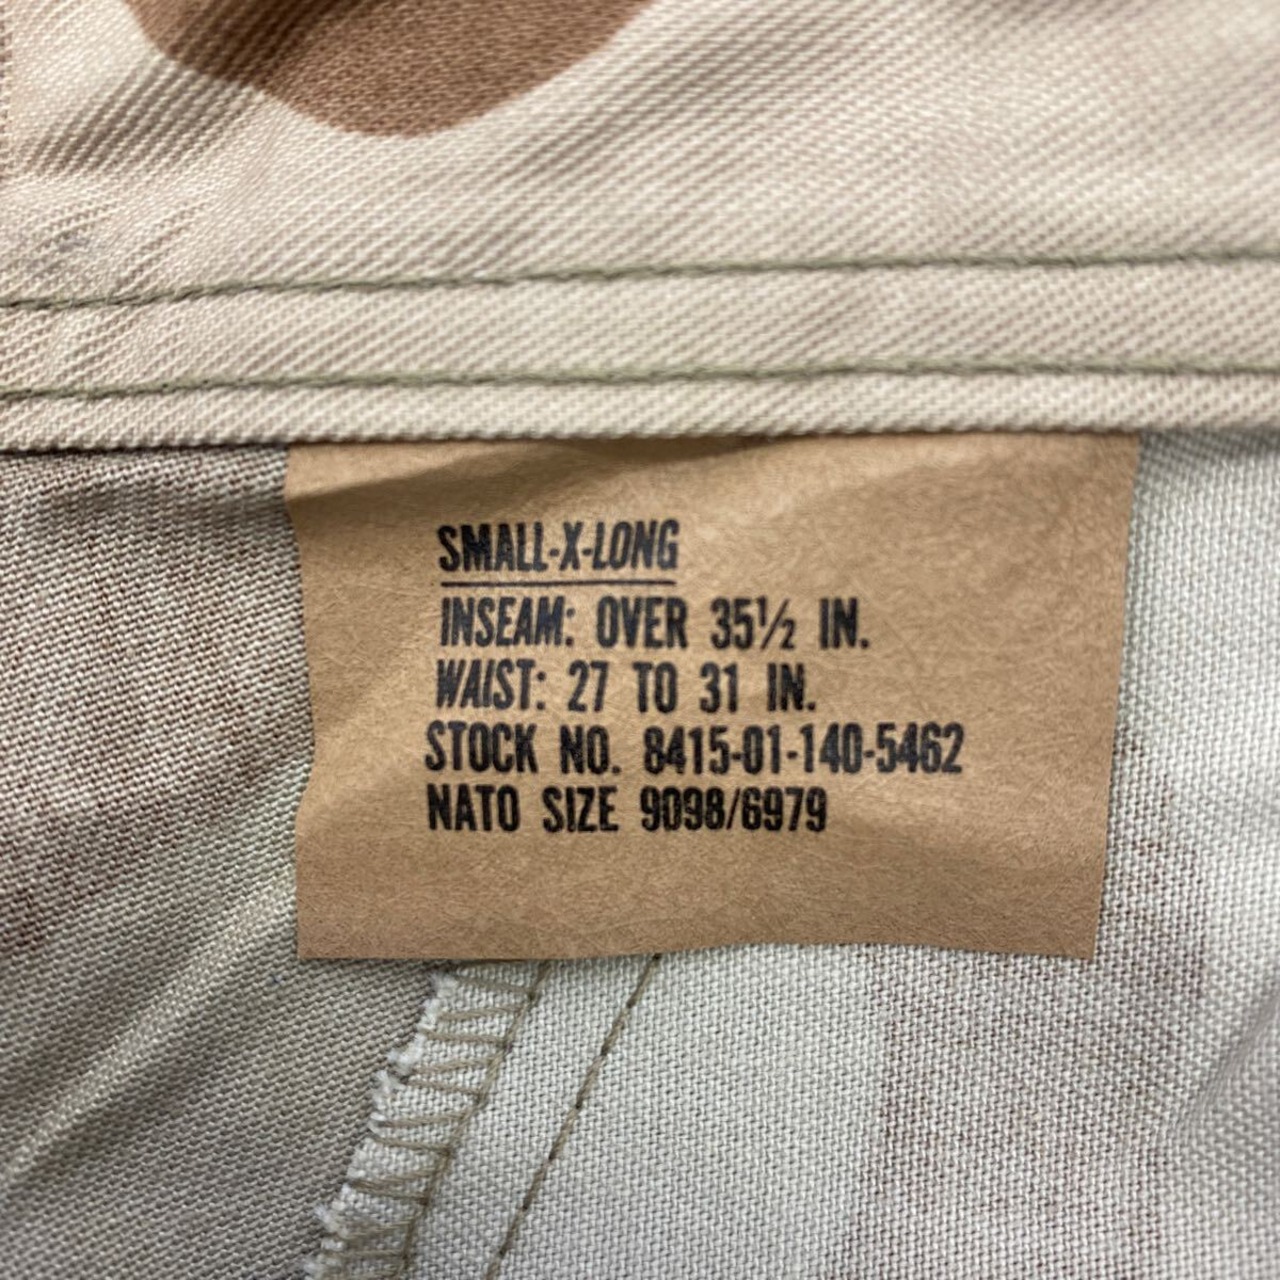 SMALL-X-LONG
INSEAM: OVER 35½ IN.
WAIST: 27 TO 31 IN.
STOCK NO. 8415-01-140-5462
NATO SIZE 9098/6979